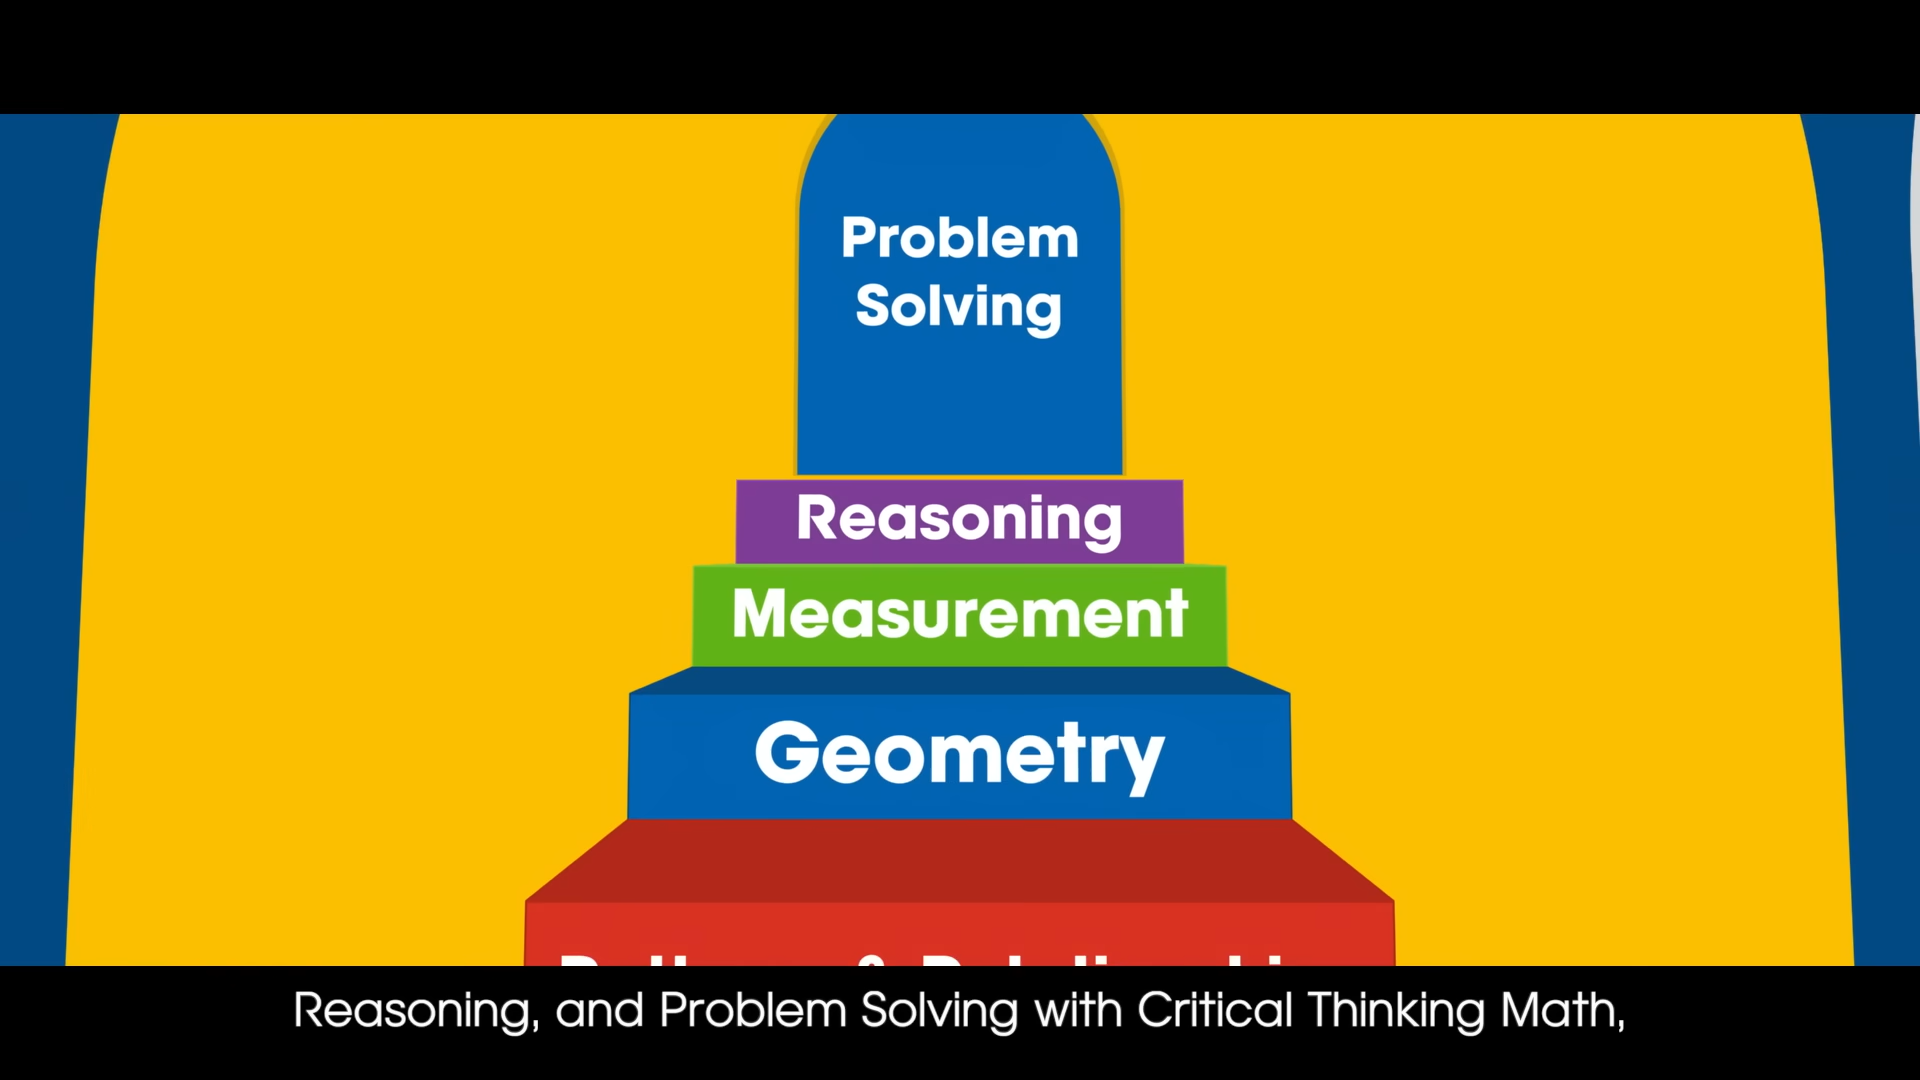 Problem
Solving
Reasoning
Measurement
Geometry
Reasoning, and Problem Solving with Critical Thinking Math,